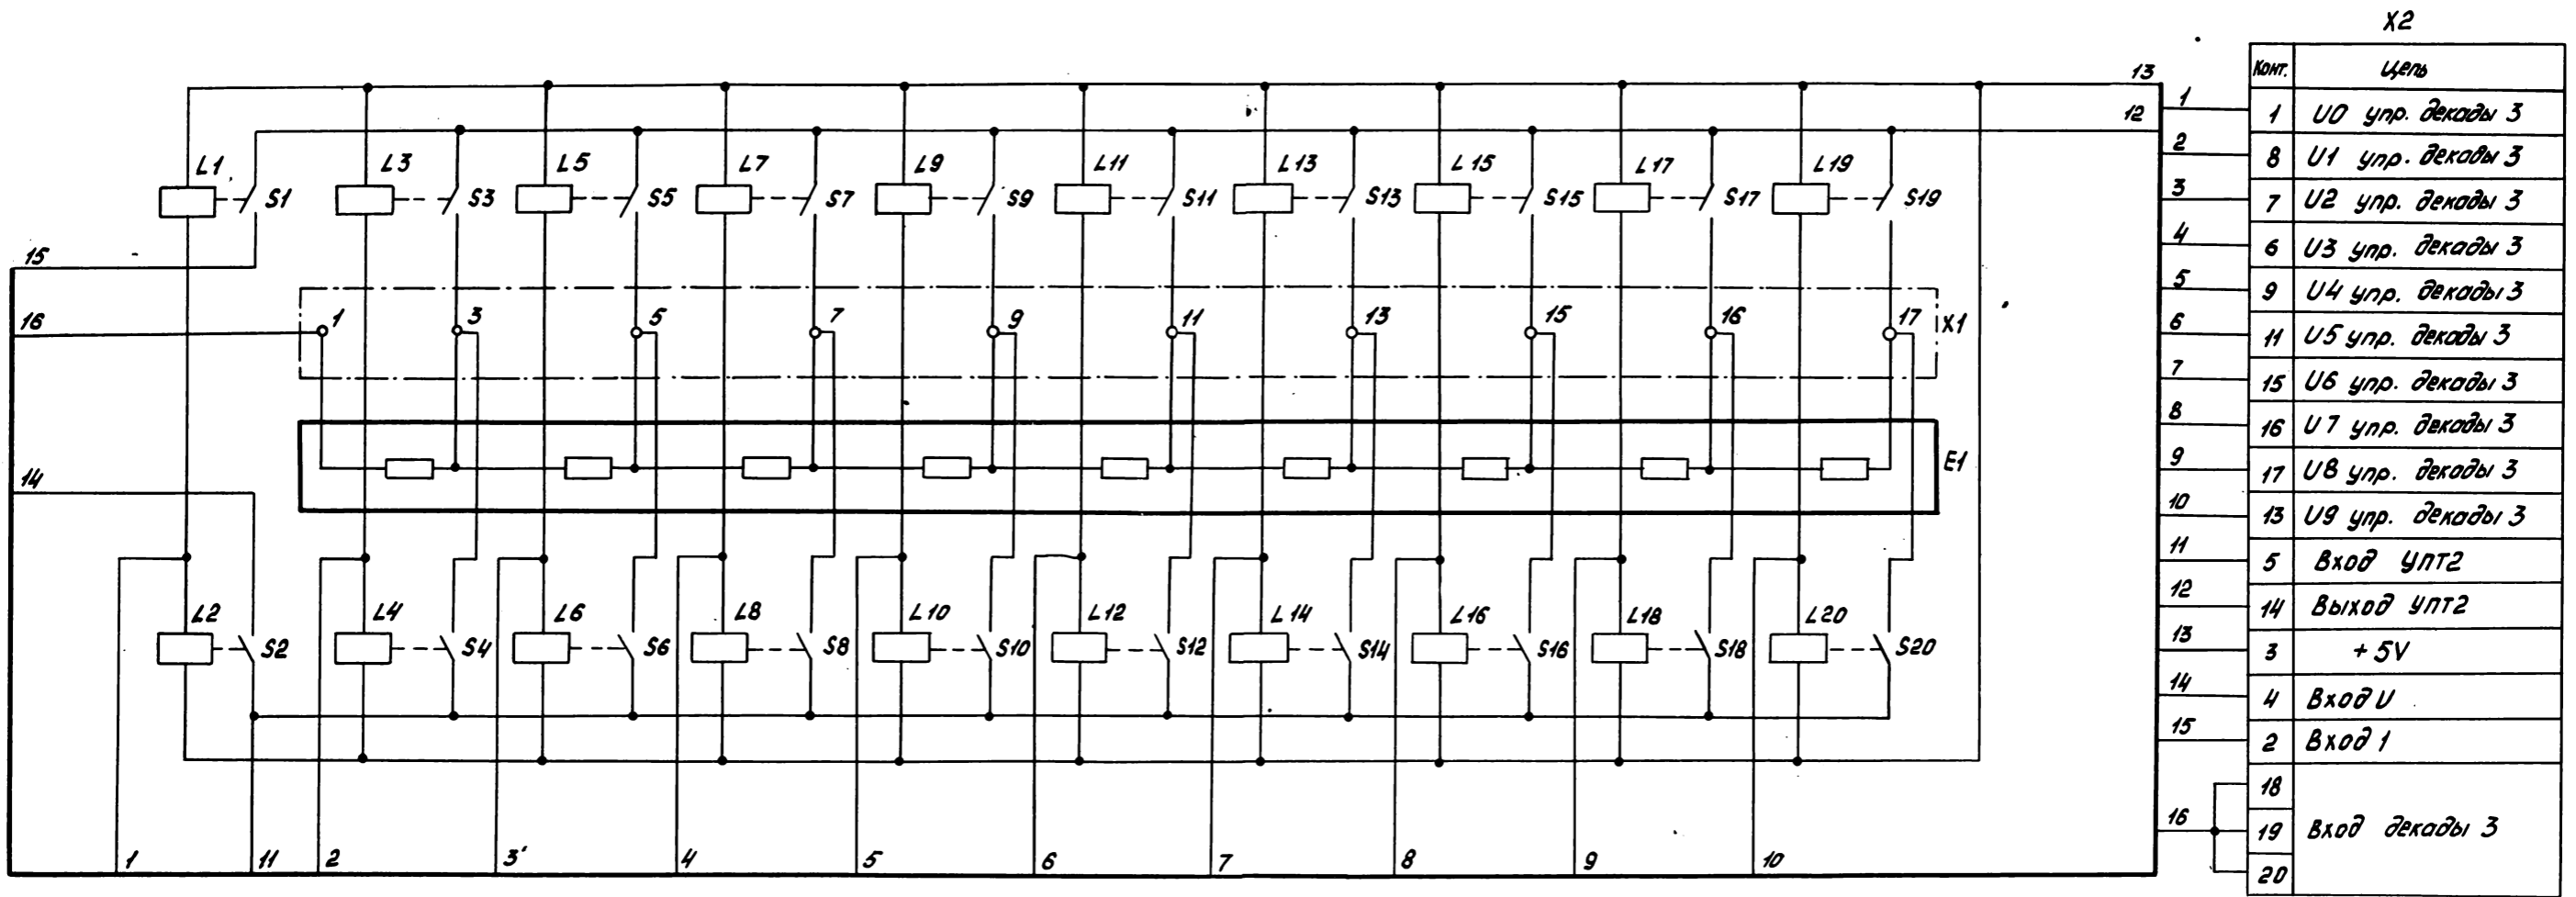 X2
Конт. Цепь
1 U0 упр. декады 3
8 U1 упр. декады 3
7 U2 упр. декады 3
6 U3 упр. декады 3
9 U4 упр. декады 3
11 U5 упр. декады 3
15 U6 упр. декады 3
16 U7 упр. декады 3
17 U8 упр. декады 3
13 U9 упр. декады 3
5 Вход УПТ2
14 Выход УПТ2
3 +5V
4 Вход U
2 Вход 1
18
19 Вход декады 3
20
13
12
1
2
3
4
5
6
7
8
9
10
11
12
13
14
15
16
L1 S1 L3 S3 L5 S5 L7 S7 L9 S9 L11 S11 L13 S13 L15 S15 L17 S17 L19 S19
15
16 1 3 5 7 9 11 13 15 16 17 X1
E1
14
L2 S2 L4 S4 L6 S6 L8 S8 L10 S10 L12 S12 L14 S14 L16 S16 L18 S18 L20 S20
1 11 2 3 4 5 6 7 8 9 10